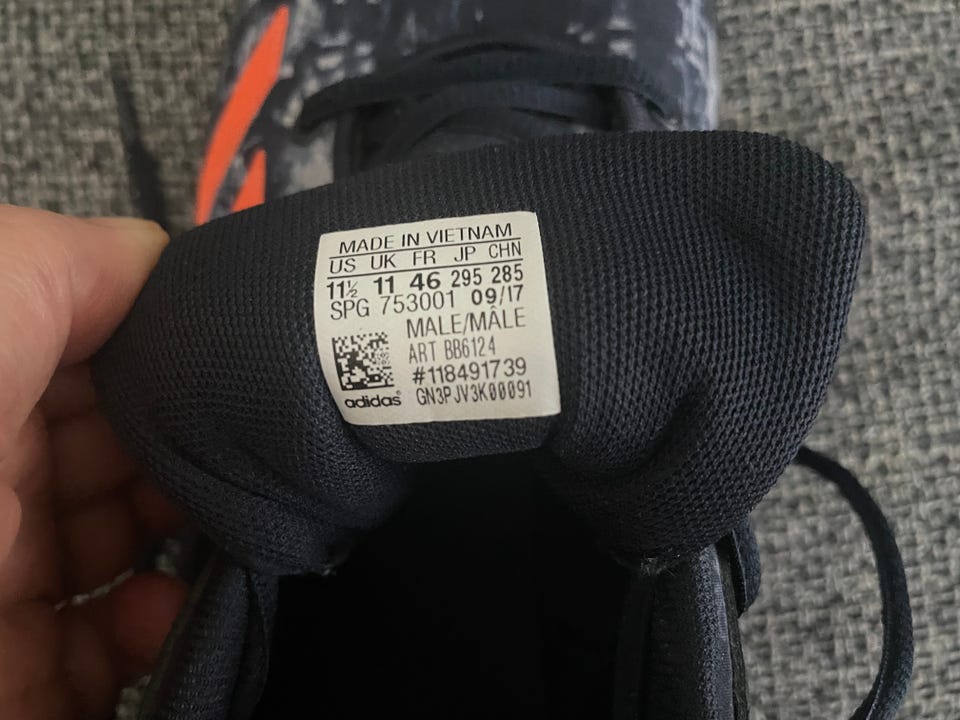 MADE IN VIETNAM
US UK FR JP CHN
11½ 11 46 295 285
SPG 753001 09/17
MALE/MÂLE
ART BB6124
#118491739
adidas® GN3PJV3K00091